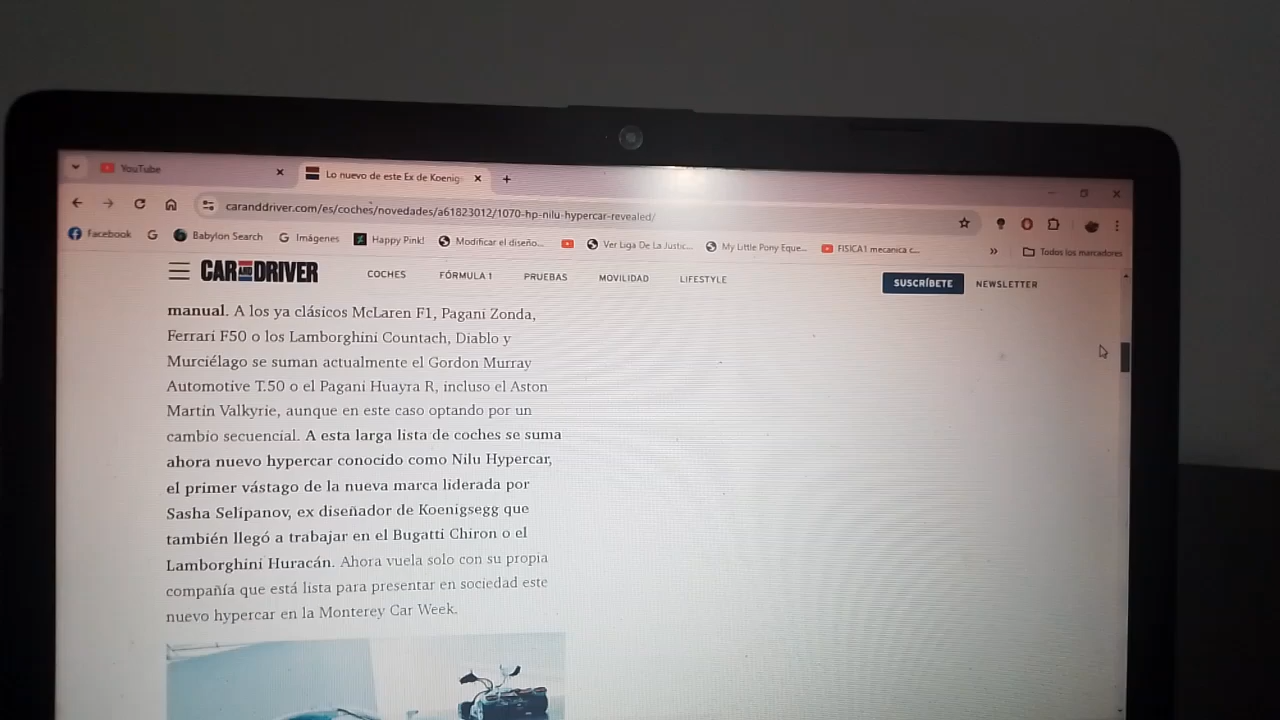 YouTube
Lo nuevo de este Ex de Koenigs
caranddriver.com/es/coches/novedades/a61823012/1070-hp-nilu-hypercar-revealed/
Facebook
Babylon Search
Imágenes
Happy Pink!
Modificar el diseño...
Ver Liga De La Justic...
My Little Pony Eque...
FISICA1 mecanica c...
»
Todos los marcadores
CAR AND DRIVER
COCHES
FÓRMULA 1
PRUEBAS
MOVILIDAD
LIFESTYLE
SUSCRÍBETE
NEWSLETTER
manual. A los ya clásicos McLaren F1, Pagani Zonda,
Ferrari F50 o los Lamborghini Countach, Diablo y
Murciélago se suman actualmente el Gordon Murray
Automotive T.50 o el Pagani Huayra R, incluso el Aston
Martin Valkyrie, aunque en este caso optando por un
cambio secuencial. A esta larga lista de coches se suma
ahora nuevo hypercar conocido como Nilu Hypercar,
el primer vástago de la nueva marca liderada por
Sasha Selipanov, ex diseñador de Koenigsegg que
también llegó a trabajar en el Bugatti Chiron o el
Lamborghini Huracán. Ahora vuela solo con su propia
compañía que está lista para presentar en sociedad este
nuevo hypercar en la Monterey Car Week.